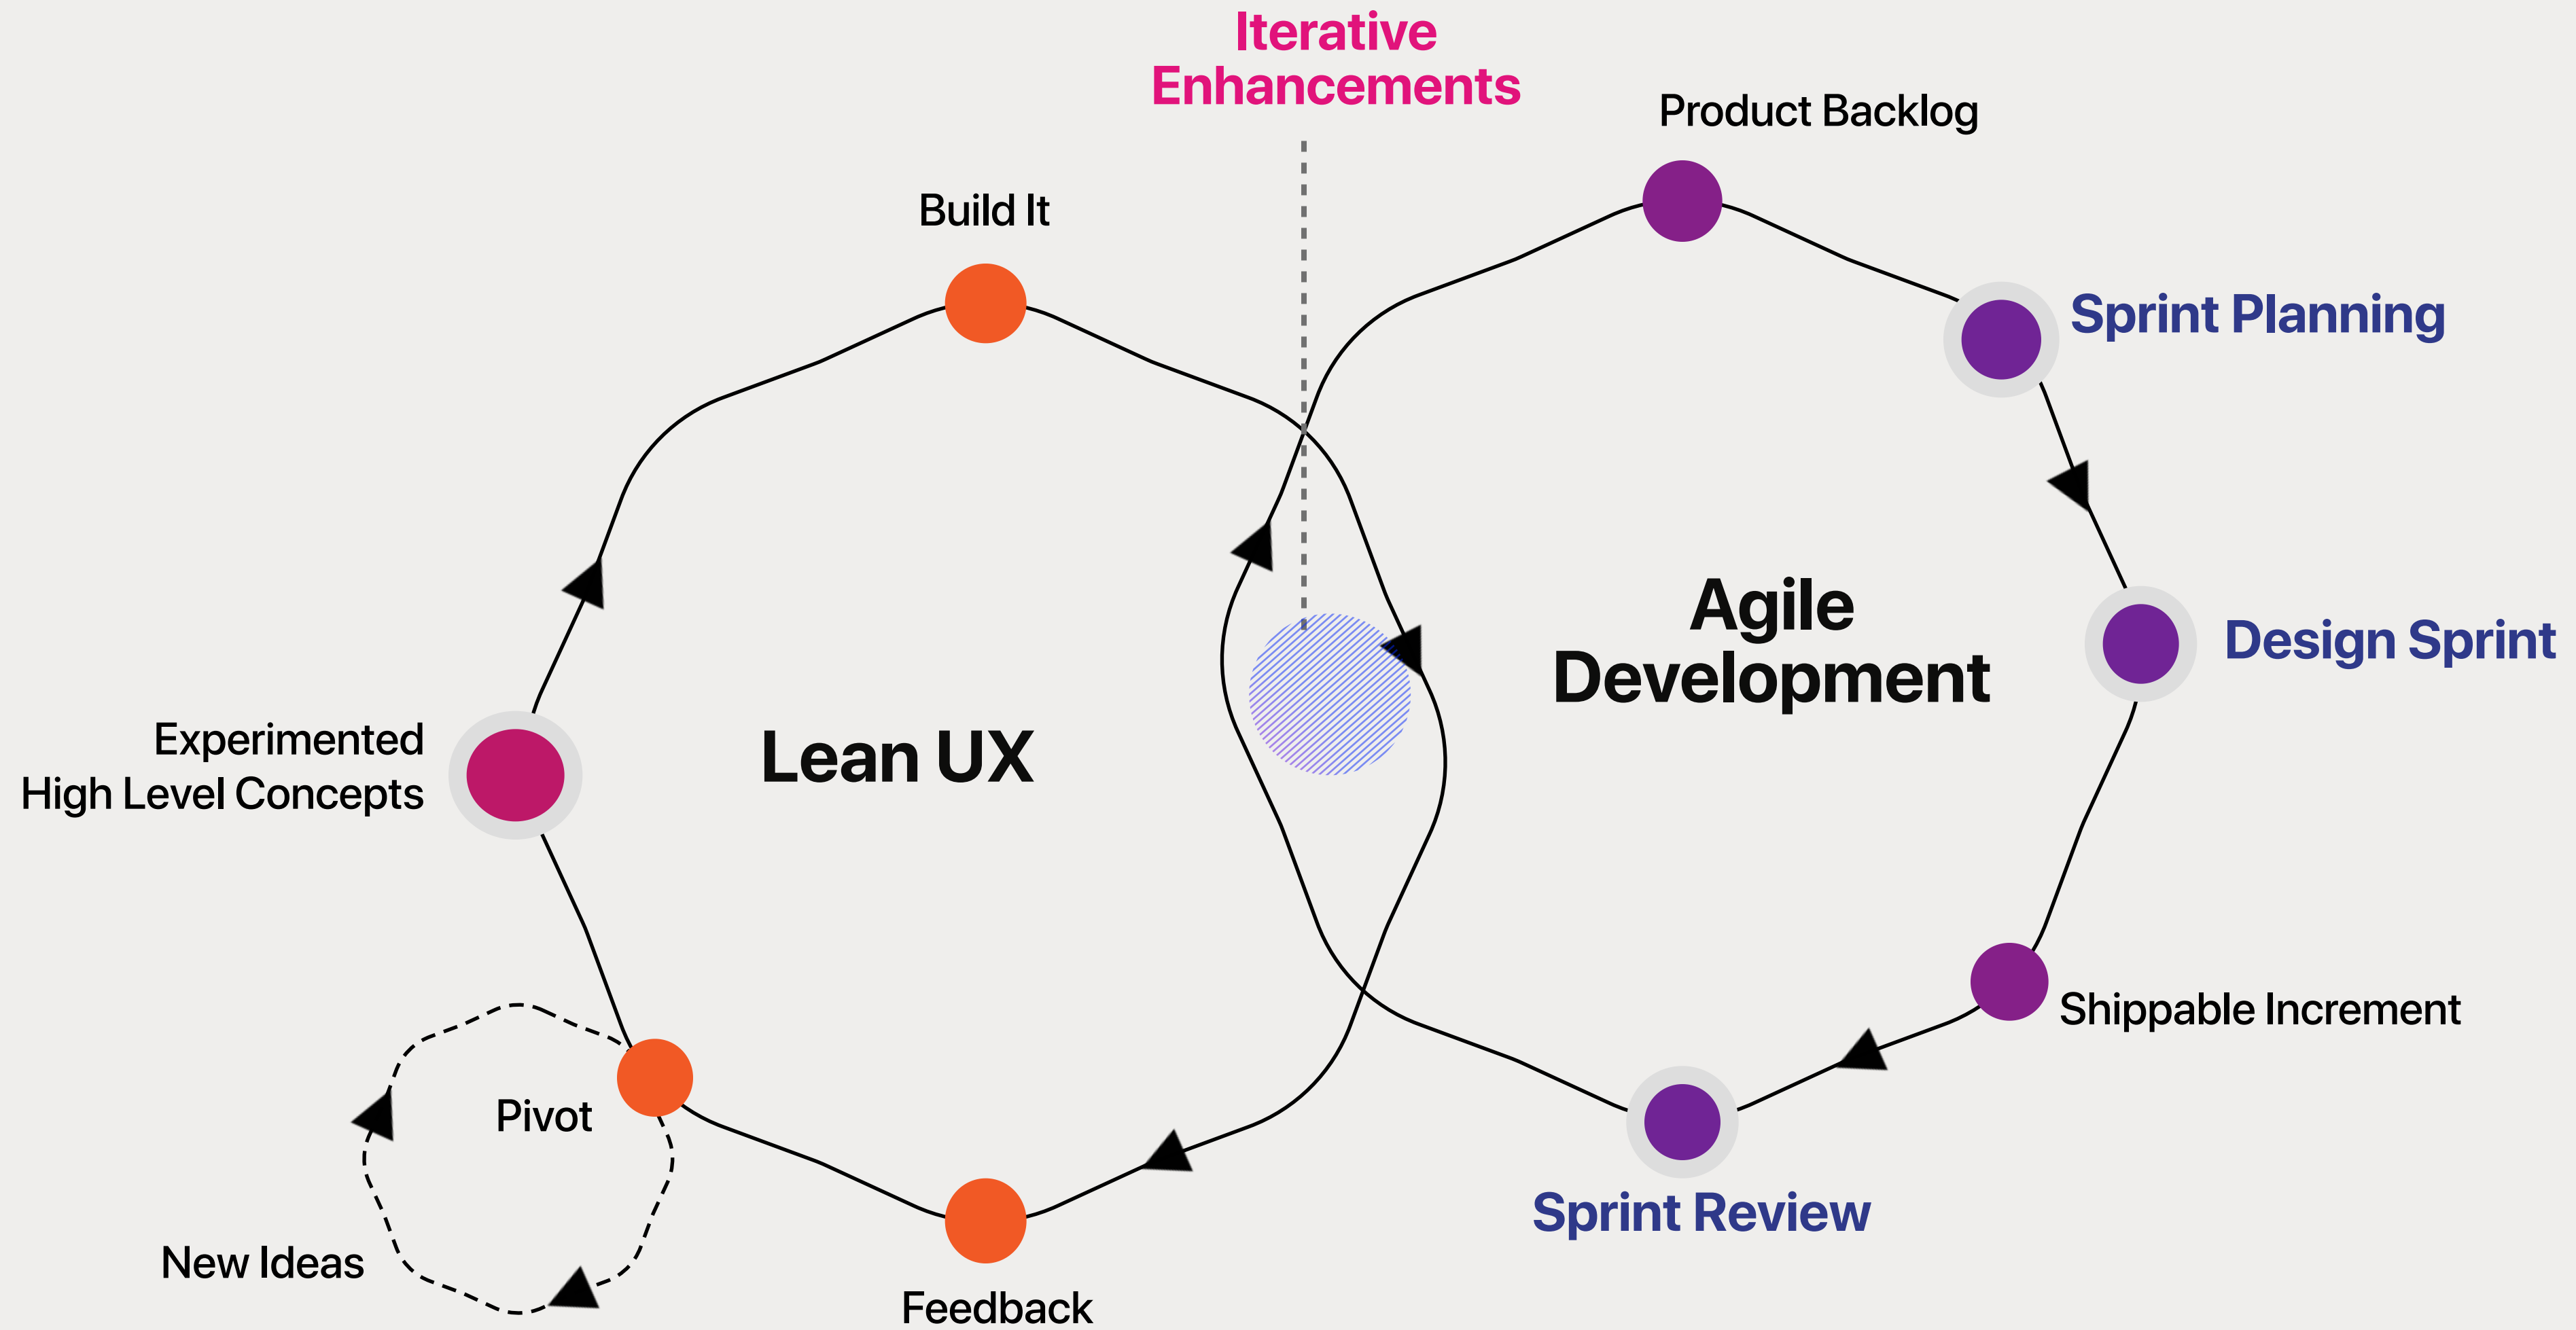 Iterative
Enhancements
Product Backlog
Build It
Sprint Planning
Agile
Development
Design Sprint
Experimented
High Level Concepts
Lean UX
Shippable Increment
Pivot
Sprint Review
New Ideas
Feedback